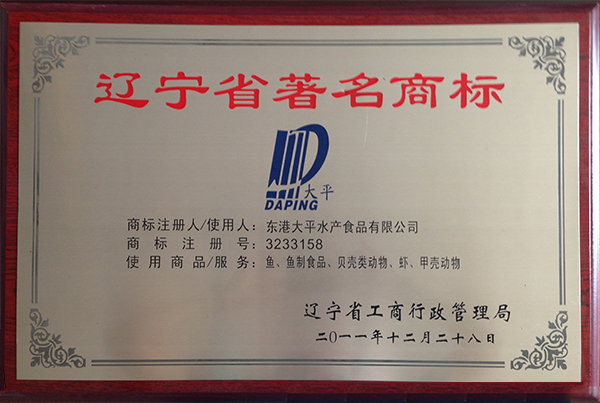 辽宁省著名商标
大平
DAPING
商标注册人/使用人：东港大平水产食品有限公司
商标注册号：3233158
使用商品/服务：鱼、鱼制食品、贝壳类动物、虾、甲壳动物
辽宁省工商行政管理局
二0一一年十二月二十八日